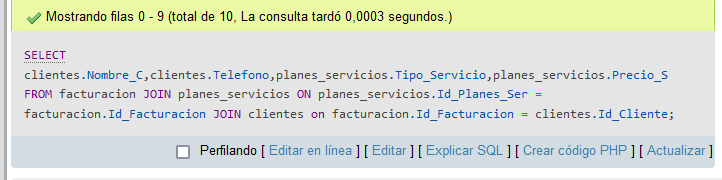 Mostrando filas 0 - 9 (total de 10, La consulta tardó 0,0003 segundos.)
SELECT
clientes.Nombre_C,clientes.Telefono,planes_servicios.Tipo_Servicio,planes_servicios.Precio_S
FROM facturacion JOIN planes_servicios ON planes_servicios.Id_Planes_Ser =
facturacion.Id_Facturacion JOIN clientes on facturacion.Id_Facturacion = clientes.Id_Cliente;
Perfilando [ Editar en línea ] [ Editar ] [ Explicar SQL ] [ Crear código PHP ] [ Actualizar ]